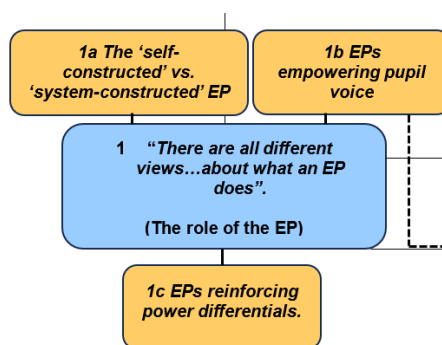 1a The ‘self-
constructed’ vs.
‘system-constructed’ EP
1b EPs
empowering pupil
voice
1 “There are all different
views…about what an EP
does”.
(The role of the EP)
1c EPs reinforcing
power differentials.